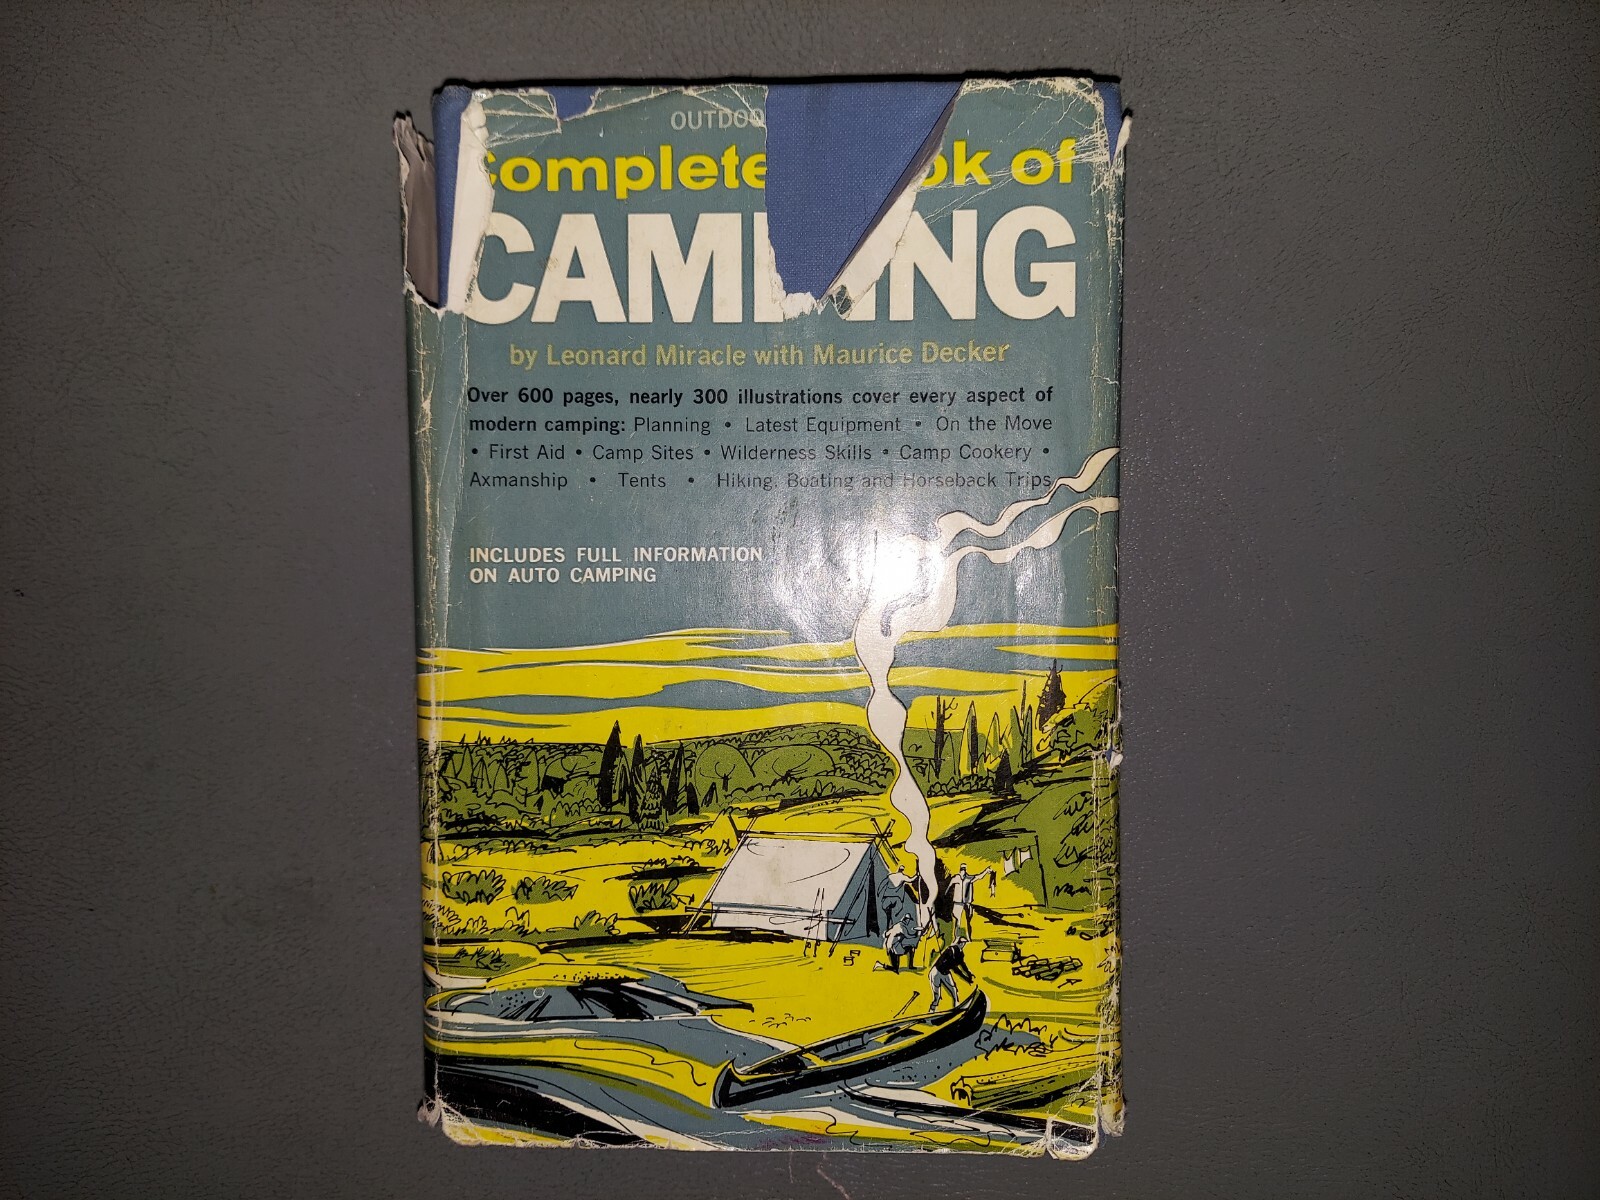 OUTDOO
Complete ok of
CAMPING
by Leonard Miracle with Maurice Decker
Over 600 pages, nearly 300 illustrations cover every aspect of
modern camping: Planning • Latest Equipment • On the Move
• First Aid • Camp Sites • Wilderness Skills • Camp Cookery •
Axmanship • Tents • Hiking, Boating and Horseback Trips
INCLUDES FULL INFORMATION
ON AUTO CAMPING